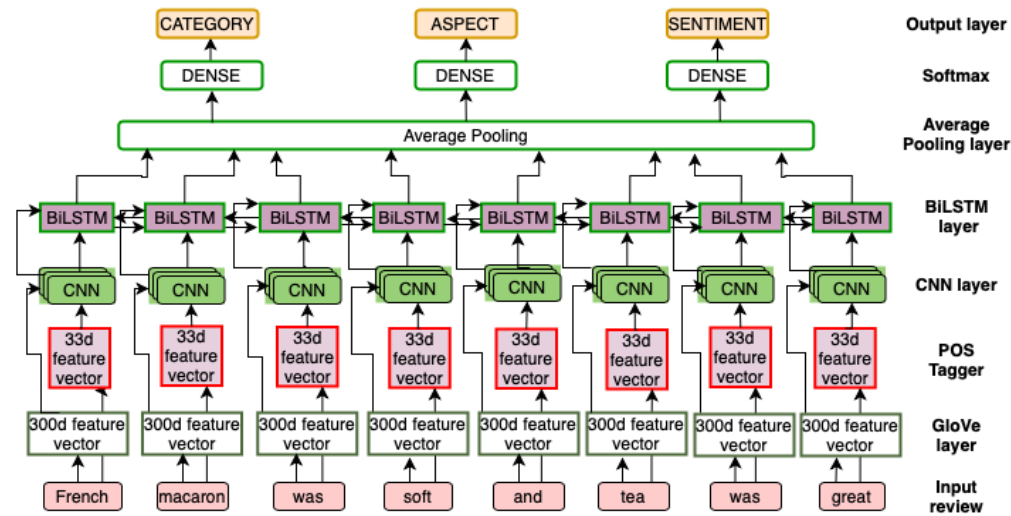 CATEGORY ASPECT SENTIMENT Output layer
DENSE DENSE DENSE Softmax
Average Pooling
Average
Pooling layer
BiLSTM BiLSTM BiLSTM BiLSTM BiLSTM BiLSTM BiLSTM BiLSTM
BiLSTM
layer
CNN CNN CNN CNN CNN CNN CNN CNN CNN layer
33d 33d 33d 33d 33d 33d 33d 33d
feature feature feature feature feature feature feature feature
vector vector vector vector vector vector vector vector
POS
Tagger
300d feature 300d feature 300d feature 300d feature 300d feature 300d feature 300d feature 300d feature
vector vector vector vector vector vector vector vector
GloVe
layer
French macaron was soft and tea was great
Input
review